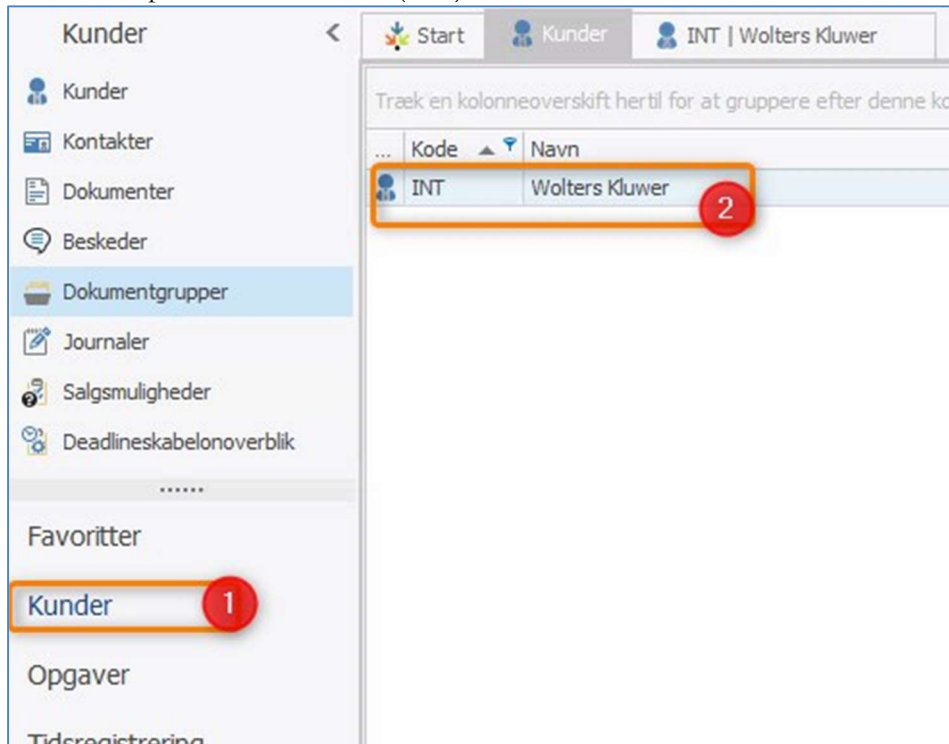 Kunder <
Kunder
Kontakter
Dokumenter
Beskeder
Dokumentgrupper
Journaler
Salgsmuligheder
Deadlineskabelonoverblik
Favoritter
Kunder 1
Opgaver
Tidsregistrering
Start Kunder INT | Wolters Kluwer
Træk en kolonneoverskift hertil for at gruppere efter denne
... Kode Navn
INT Wolters Kluwer 2